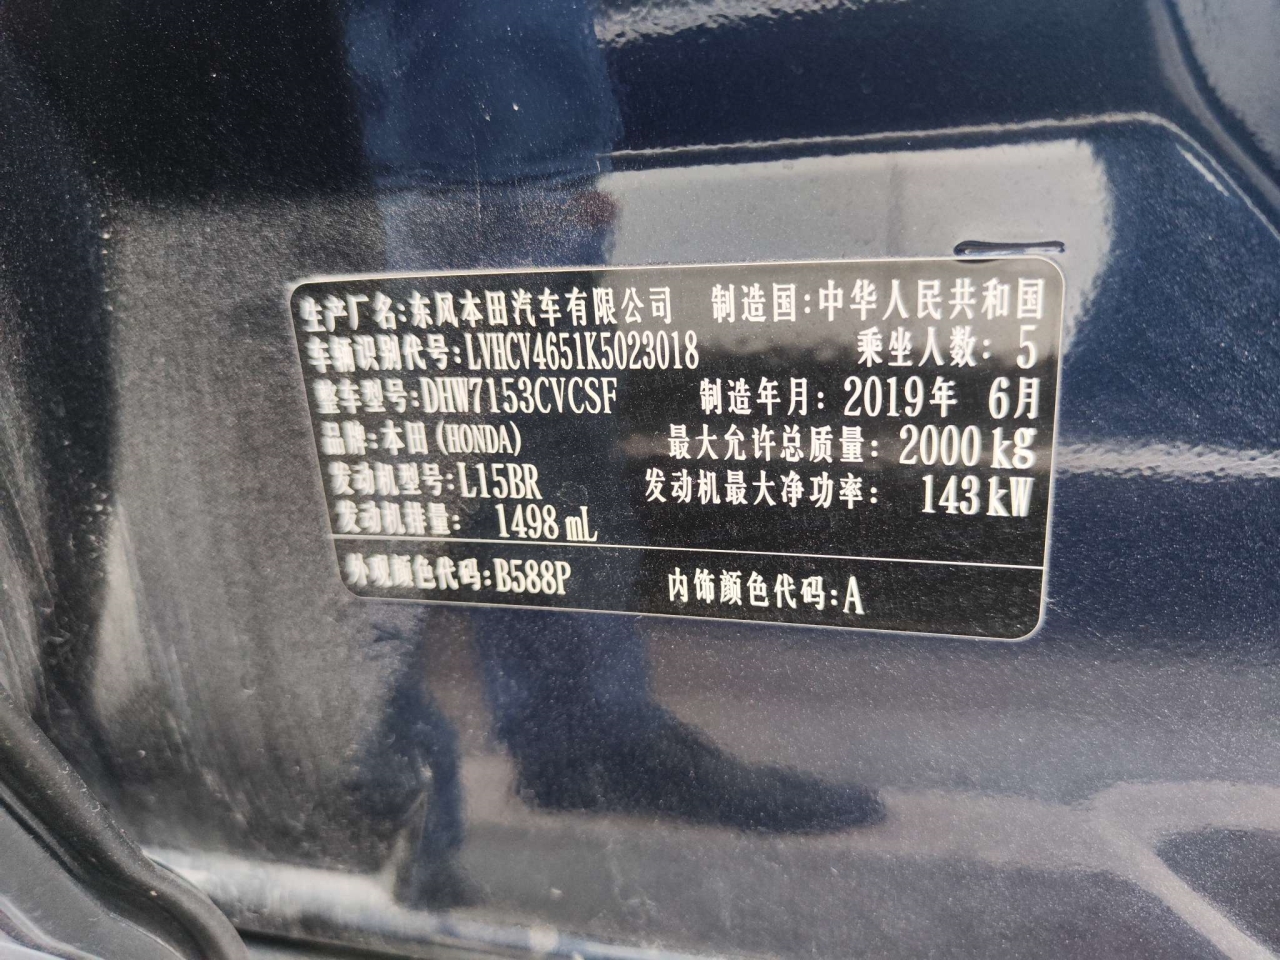 生产厂名:东风本田汽车有限公司 制造国:中华人民共和国
车辆识别代号:LVHCV4651K5023018 乘坐人数: 5
整车型号:DHW7153CVCSF 制造年月: 2019年 6月
品牌:本田(HONDA) 最大允许总质量: 2000kg
发动机型号:L15BR 发动机最大净功率: 143kW
发动机排量: 1498mL
外观颜色代码:B588P 内饰颜色代码:A